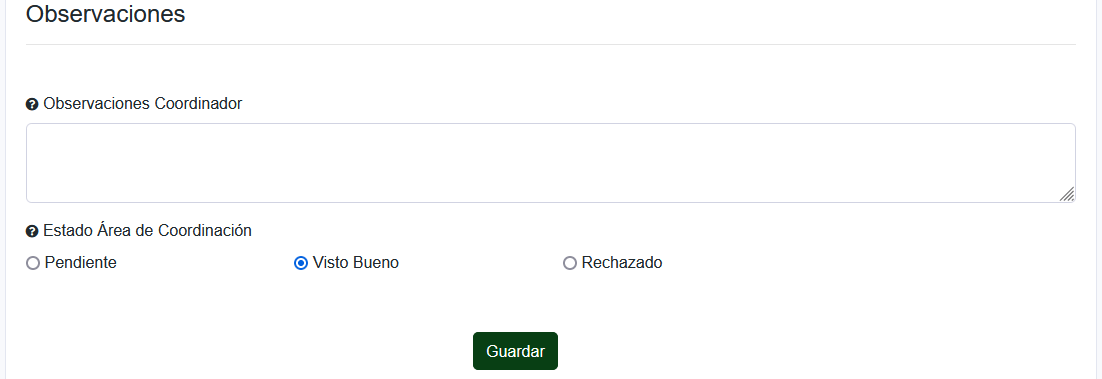 Observaciones
Observaciones Coordinador
Estado Área de Coordinación
Pendiente Visto Bueno Rechazado
Guardar